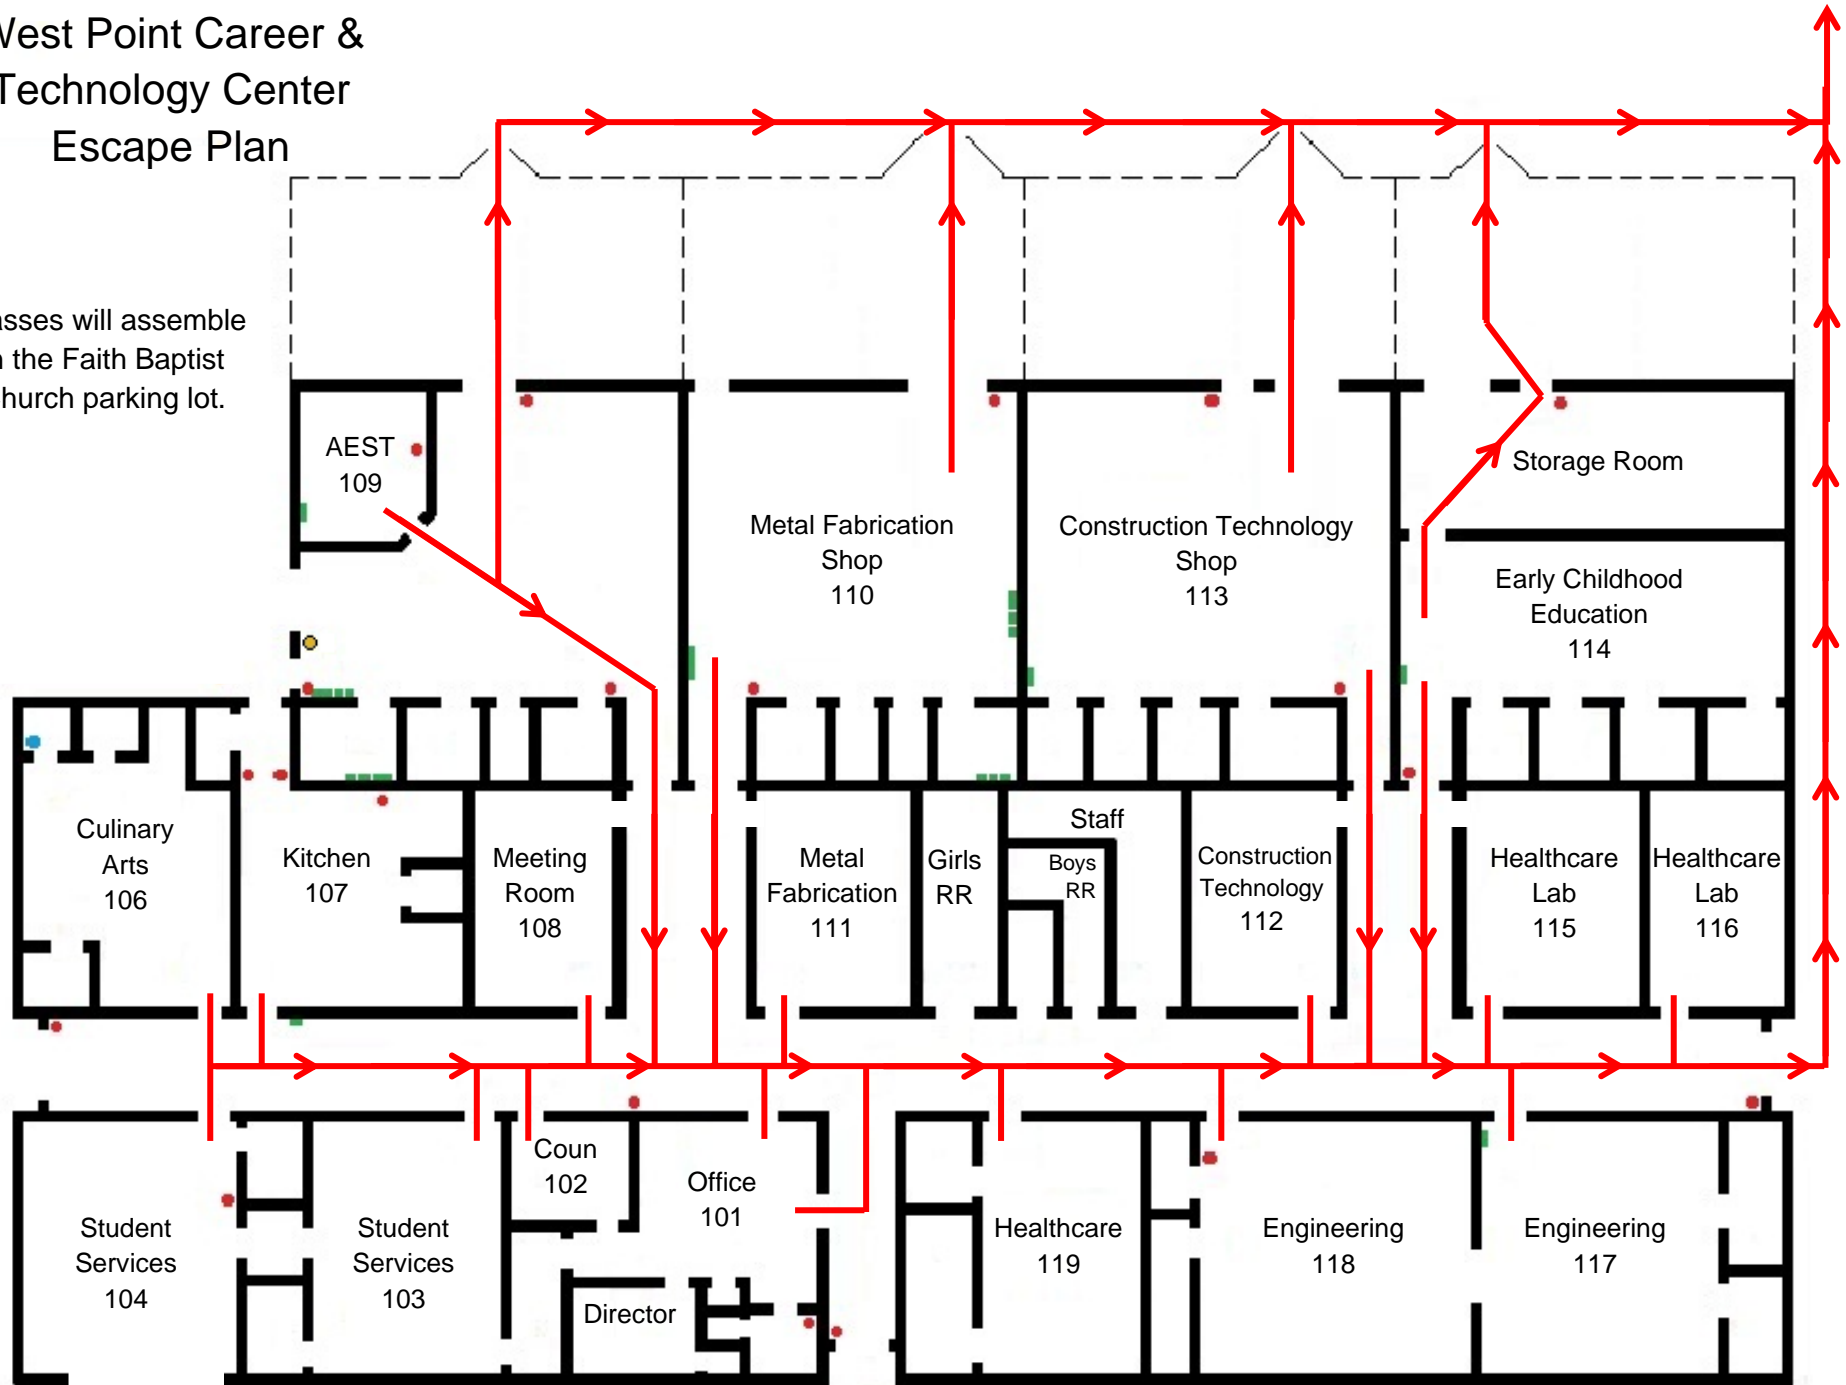 West Point Career &
Technology Center
Escape Plan
asses will assemble
the Faith Baptist
hurch parking lot.
AEST
109
Storage Room
Metal Fabrication
Shop
110
Construction Technology
Shop
113
Early Childhood
Education
114
Culinary
Arts
106
Kitchen
107
Meeting
Room
108
Metal
Fabrication
111
Girls
RR
Staff
Boys
RR
Construction
Technology
112
Healthcare
Lab
115
Healthcare
Lab
116
Student
Services
104
Student
Services
103
Coun
102
Office
101
Director
Healthcare
119
Engineering
118
Engineering
117